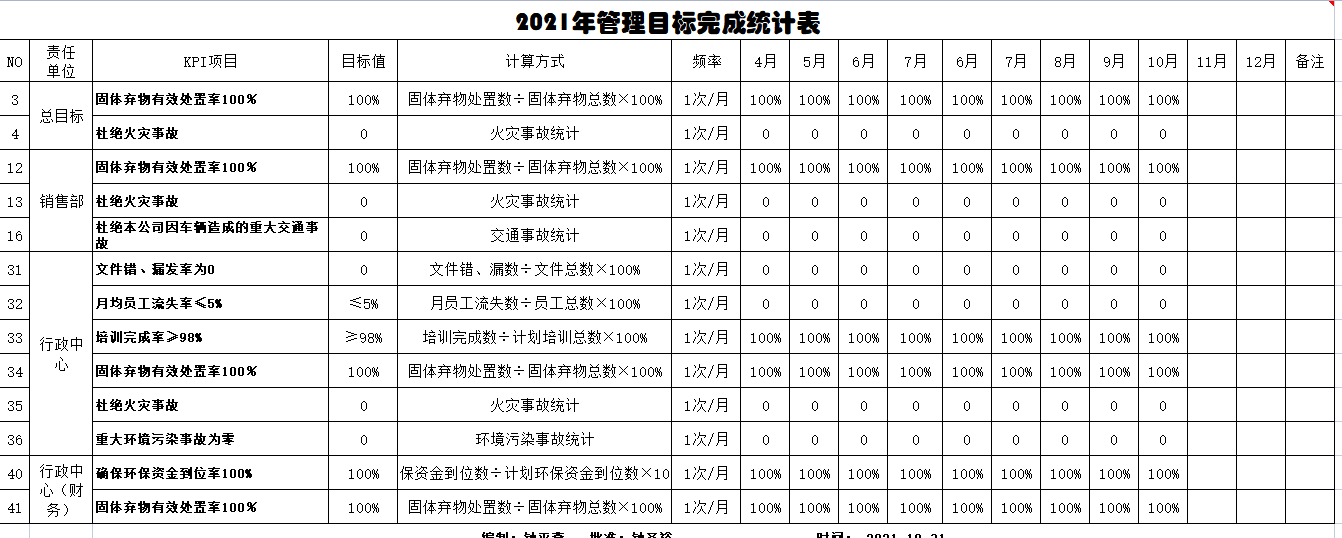 2021年管理目标完成统计表
NO 责任单位 KPI项目 目标值 计算方式 频率 4月 5月 6月 7月 6月 7月 8月 9月 10月 11月 12月 备注
3 总目标 固体弃物有效处置率100% 100% 固体弃物处置数÷固体弃物总数×100% 1次/月 100% 100% 100% 100% 100% 100% 100% 100% 100%
4 杜绝火灾事故 0 火灾事故统计 1次/月 0 0 0 0 0 0 0 0 0
12 销售部 固体弃物有效处置率100% 100% 固体弃物处置数÷固体弃物总数×100% 1次/月 100% 100% 100% 100% 100% 100% 100% 100% 100%
13 杜绝火灾事故 0 火灾事故统计 1次/月 0 0 0 0 0 0 0 0 0
16 杜绝本公司因车辆造成的重大交通事故 0 交通事故统计 1次/月 0 0 0 0 0 0 0 0 0
31 行政中心 文件错、漏发率为0 0 文件错、漏数÷文件总数×100% 1次/月 0 0 0 0 0 0 0 0 0
32 月均员工流失率≤5% ≤5% 月员工流失数÷员工总数×100% 1次/月 0 0 0 0 0 0 0 0 0
33 培训完成率≥98% ≥98% 培训完成数÷计划培训总数×100% 1次/月 100% 100% 100% 100% 100% 100% 100% 100% 100%
34 固体弃物有效处置率100% 100% 固体弃物处置数÷固体弃物总数×100% 1次/月 100% 100% 100% 100% 100% 100% 100% 100% 100%
35 杜绝火灾事故 0 火灾事故统计 1次/月 0 0 0 0 0 0 0 0 0
36 重大环境污染事故为零 0 环境污染事故统计 1次/月 0 0 0 0 0 0 0 0 0
40 行政中心（财务） 确保环保资金到位率100% 100% 保资金到位数÷计划环保资金到位数×10 1次/月 100% 100% 100% 100% 100% 100% 100% 100% 100%
41 固体弃物有效处置率100% 100% 固体弃物处置数÷固体弃物总数×100% 1次/月 100% 100% 100% 100% 100% 100% 100% 100% 100%
编制： 批准： 时间： 2021.10.31